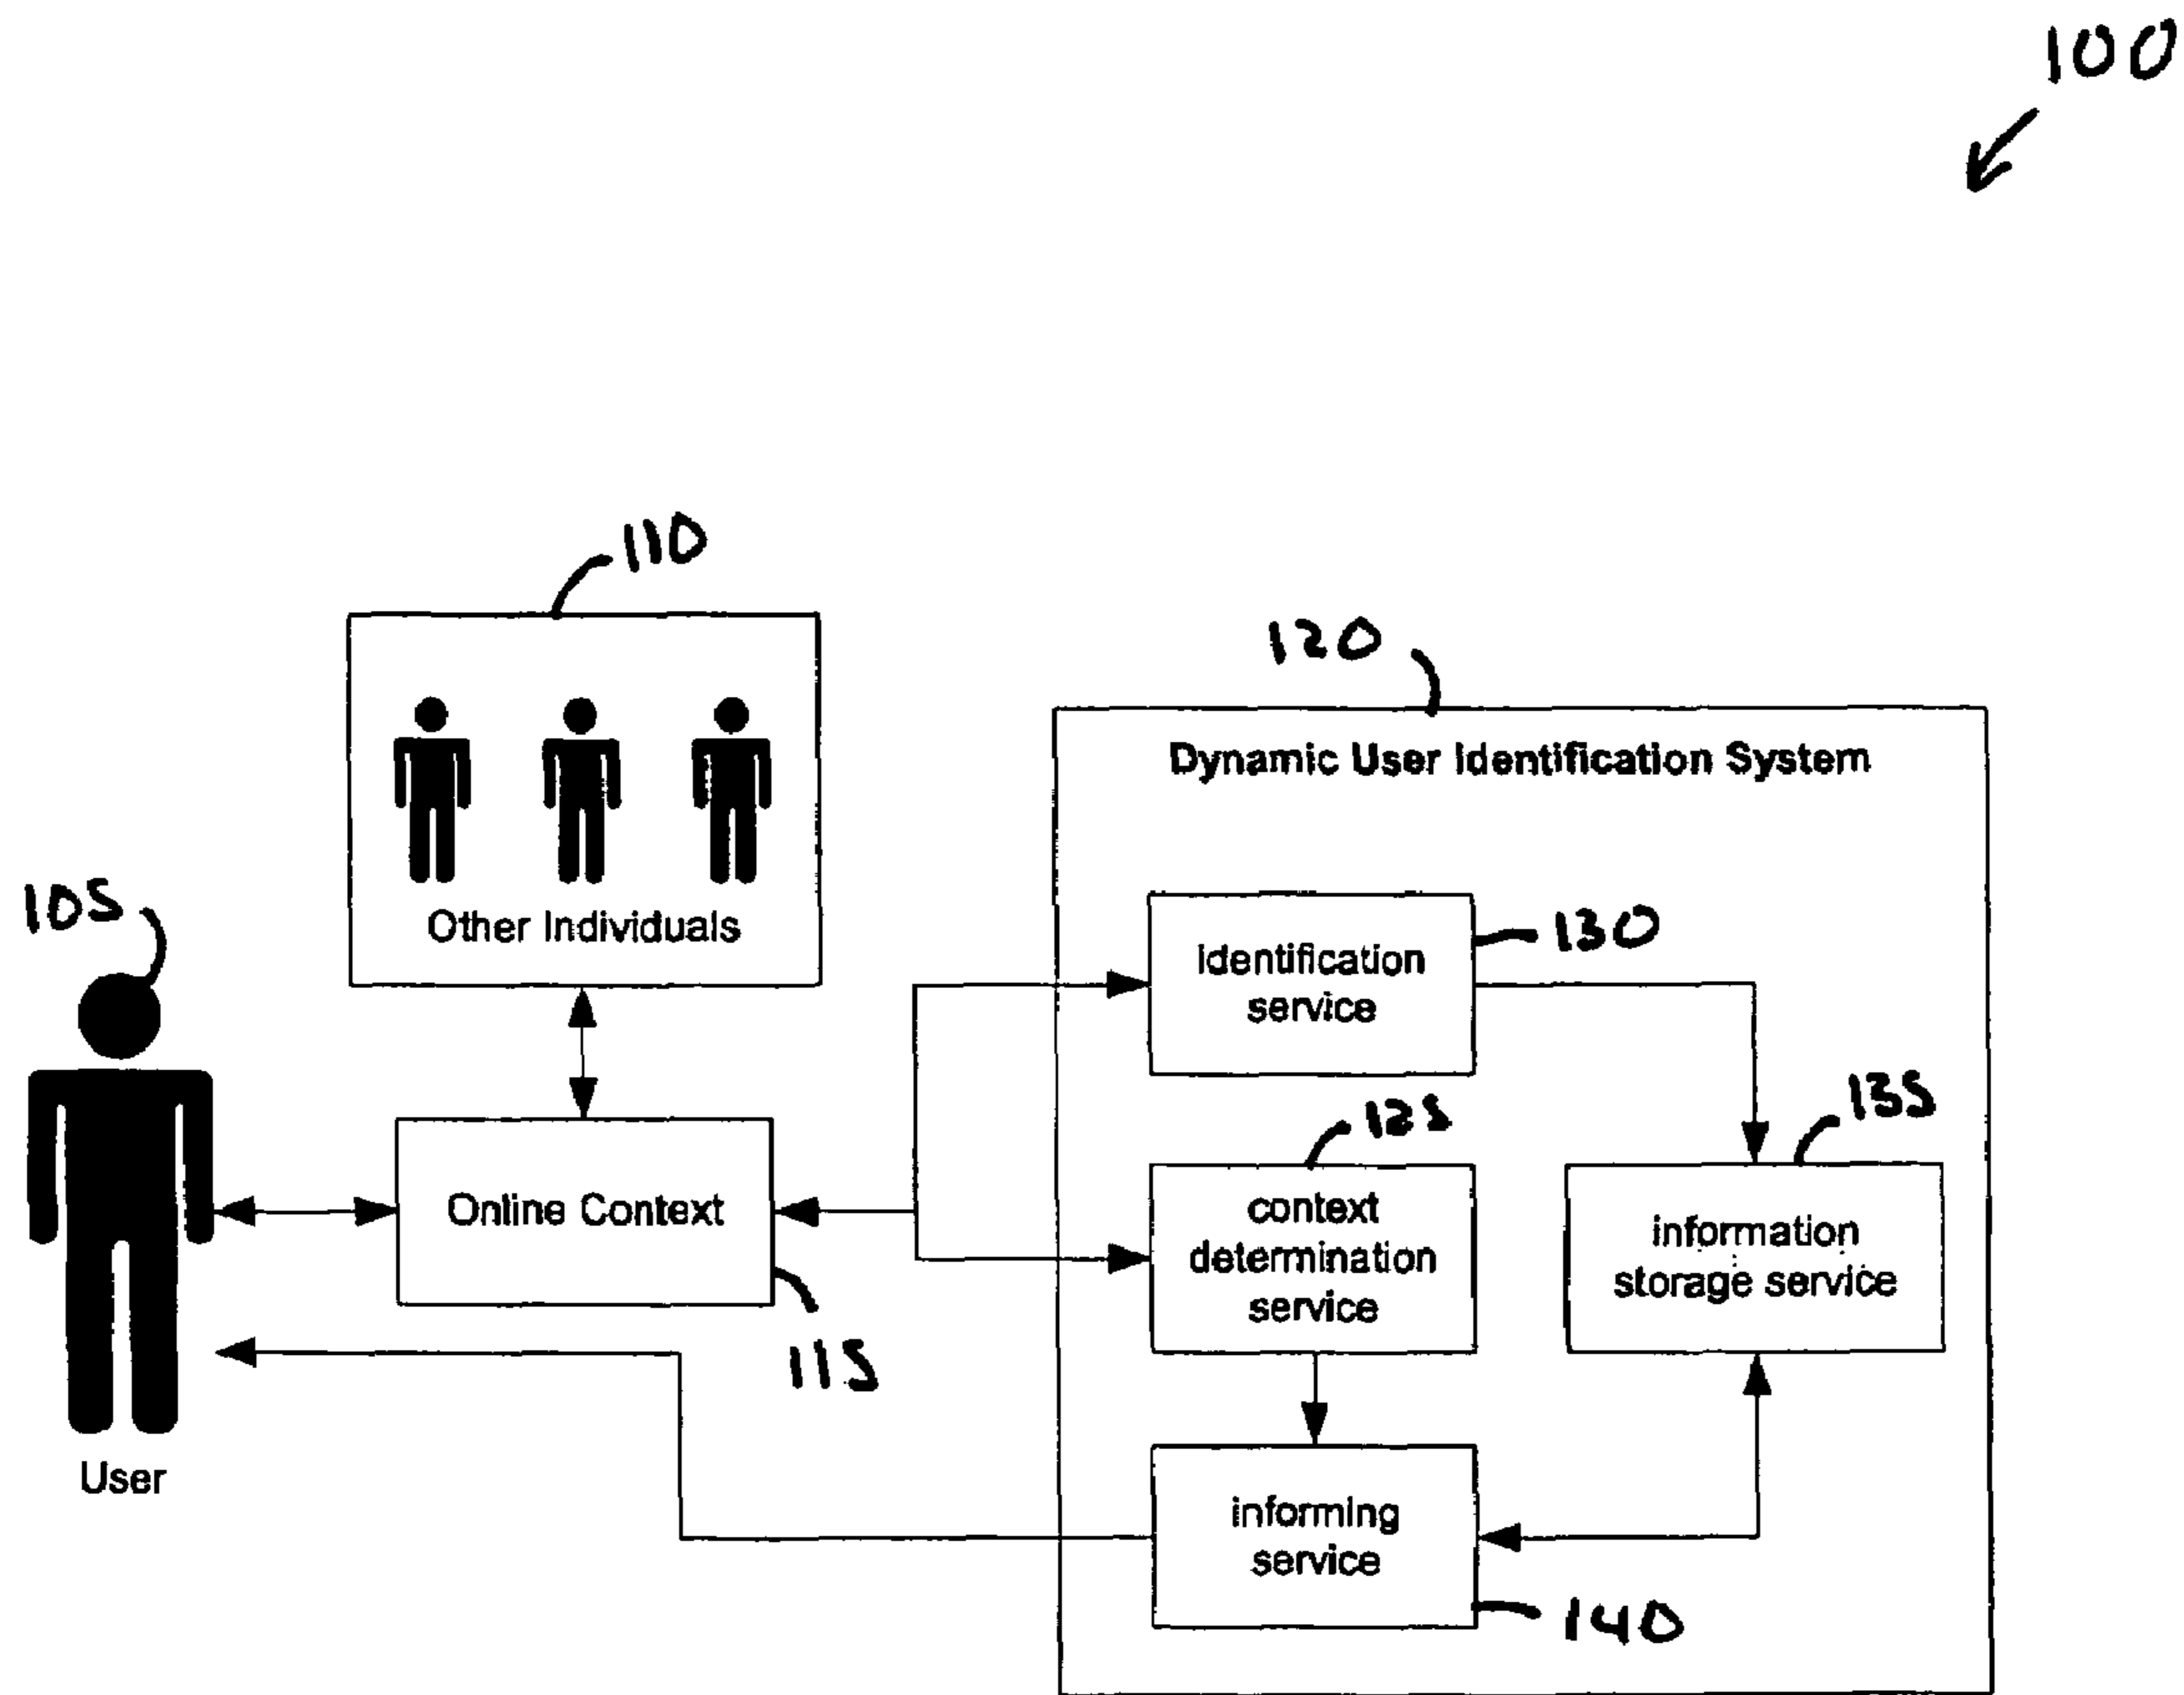 100
110
120
Dynamic User Identification System
105
Other Individuals
130
identification
service
125
135
Online Context
context
determination
service
information
storage service
115
User
informing
service
140